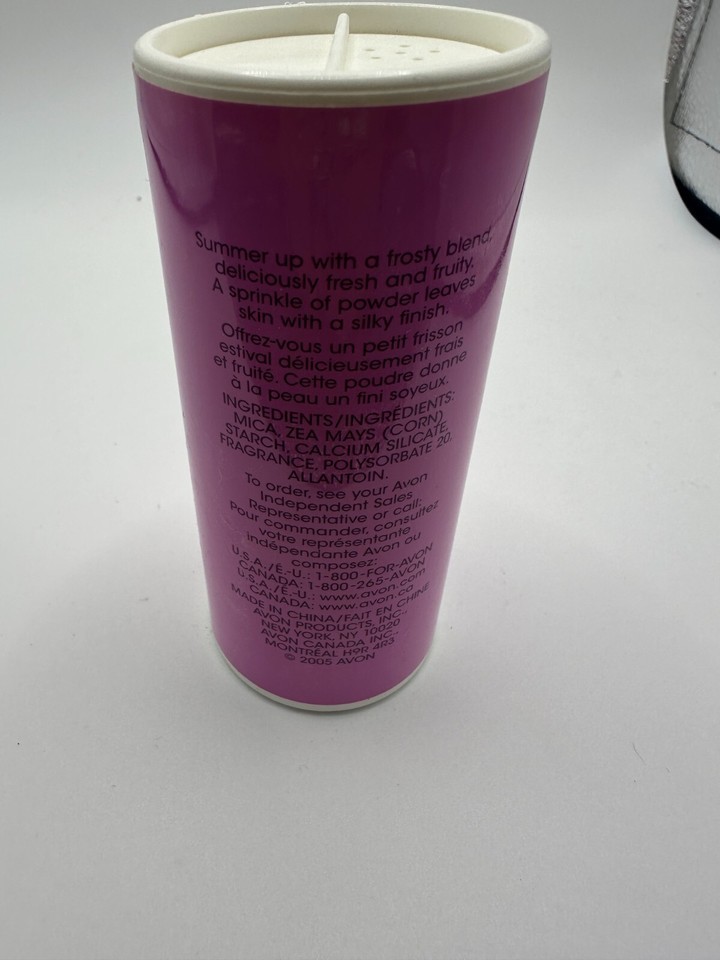 Summer up with a frosty blend,
deliciously fresh and fruity.
A sprinkle of powder leaves
skin with a silky finish.
Offrez-vous un petit frisson
estival délicieusement frais
et fruité. Cette poudre donne
à la peau un fini soyeux.
INGREDIENTS/INGRÉDIENTS:
MICA, ZEA MAYS (CORN)
STARCH, CALCIUM SILICATE,
FRAGRANCE, POLYSORBATE 20,
ALLANTOIN.
To order, see your Avon
Independent Sales
Representative or call:
Pour commander, consultez
votre représentante
indépendante Avon ou
composez:
U.S.A./É.-U.: 1-800-FOR-AVON
CANADA: 1-800-265-AVON
U.S.A./É.-U.: www.avon.com
CANADA: www.avon.ca
MADE IN CHINA/FAIT EN CHINE
AVON PRODUCTS, INC.,
NEW YORK, NY 10020
AVON CANADA INC.,
MONTRÉAL H9R 4R3
© 2005 AVON